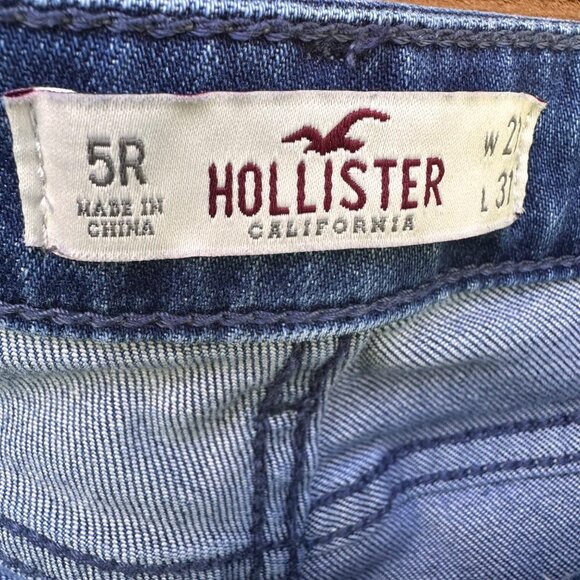 5R
MADE IN
CHINA
HOLLISTER
CALIFORNIA
W
L 31